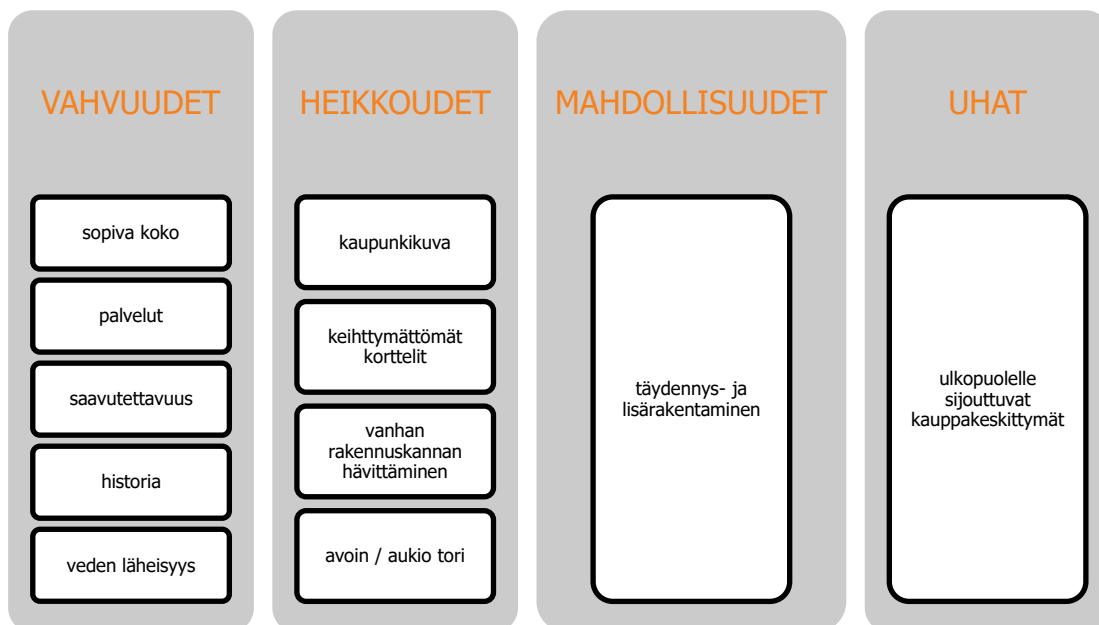 VAHVUUDET
sopiva koko
palvelut
saavutettavuus
historia
veden läheisyys
HEIKKOUDET
kaupunkikuva
keihttymättömät
korttelit
vanhan
rakennuskannan
hävittäminen
avoin / aukio tori
MAHDOLLISUUDET
täydennys- ja
lisärakentaminen
UHAT
ulkopuolelle
sijouttuvat
kauppakeskittymät